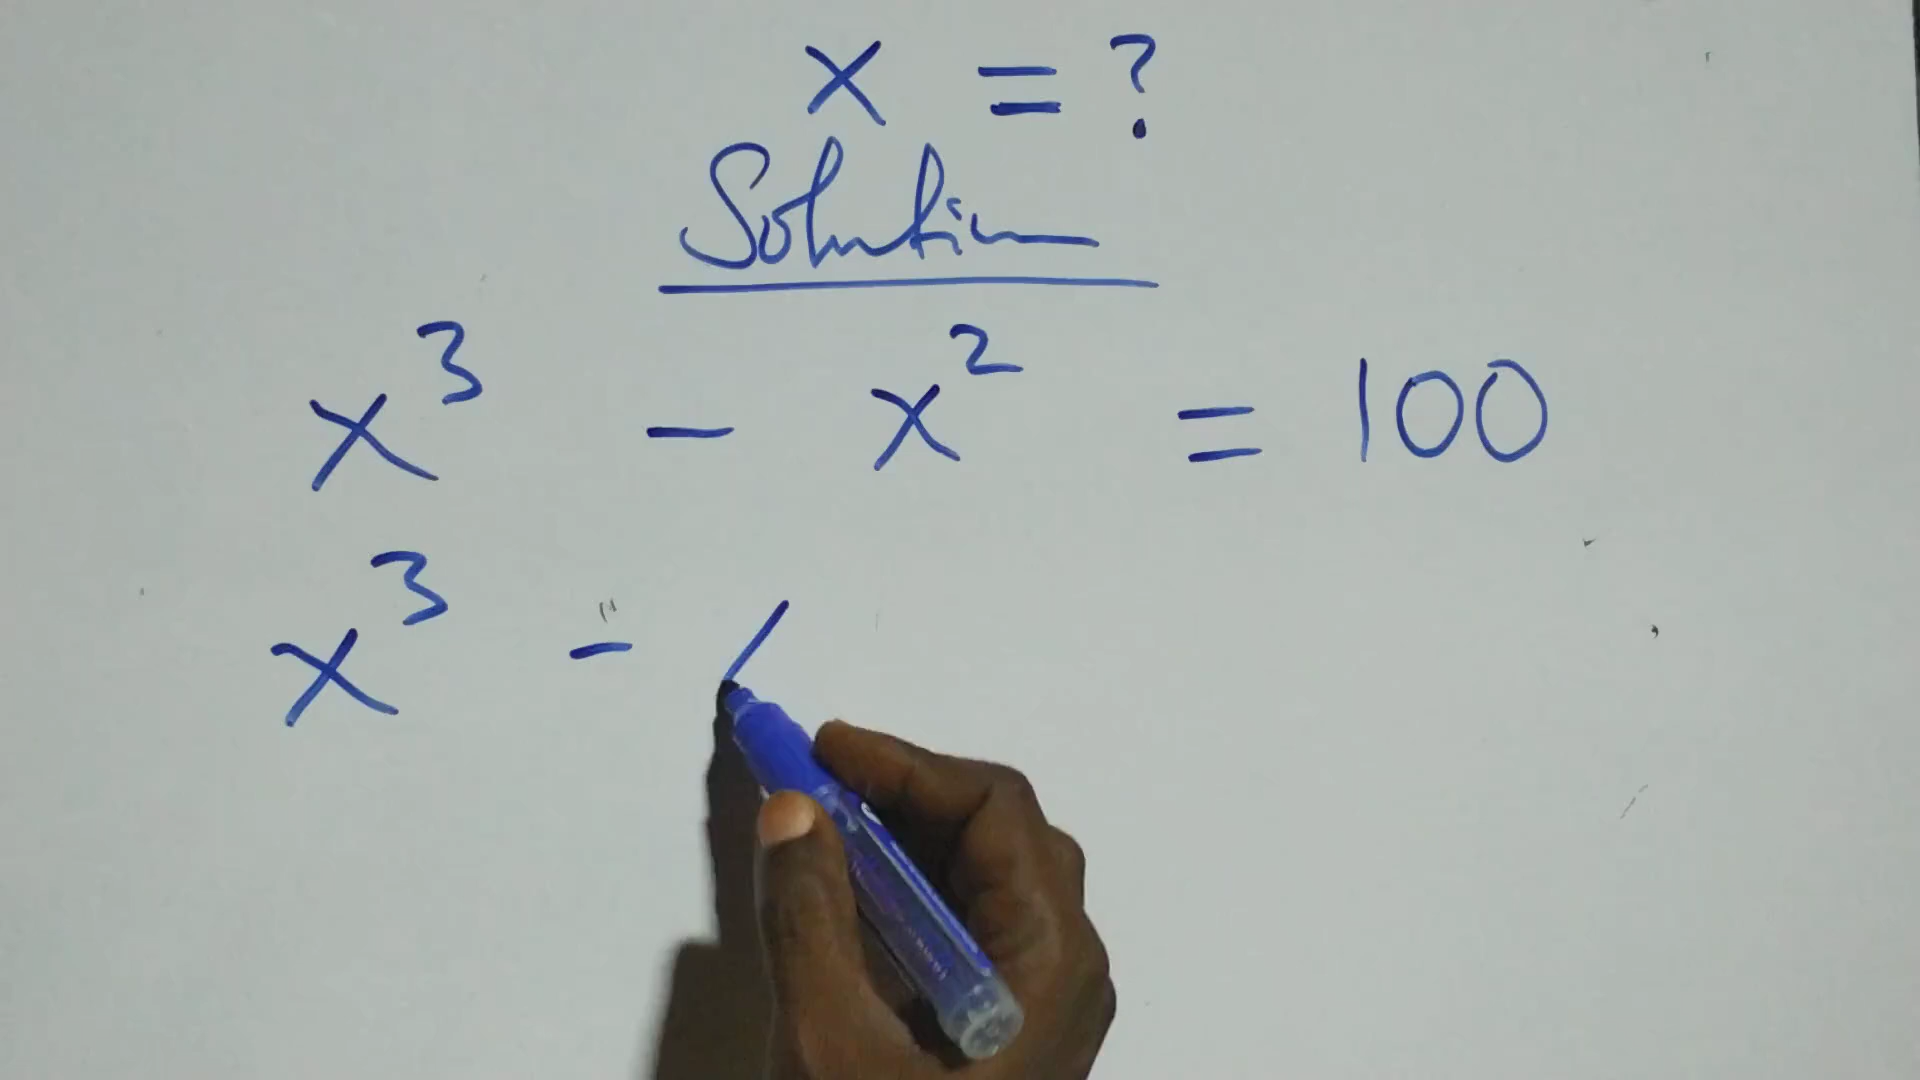 x = ?
Solution
x³ - x² = 100
x³ -